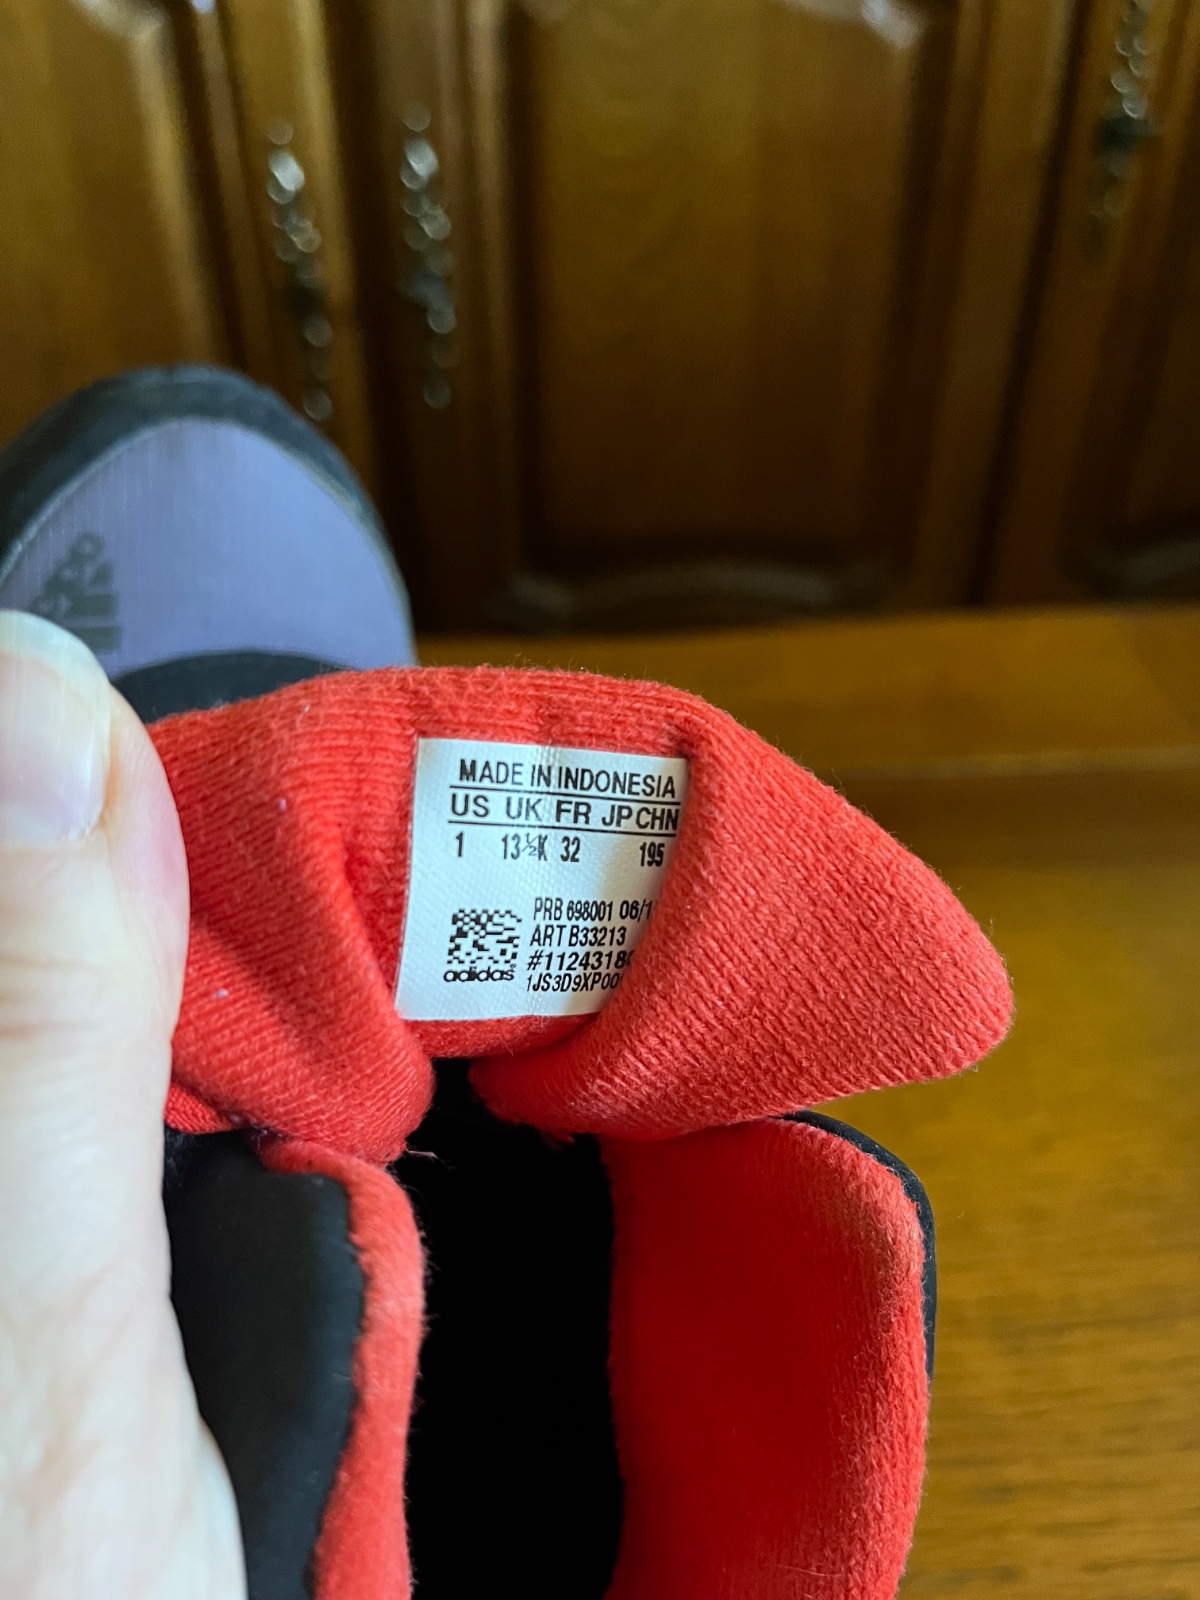 MADE IN INDONESIA
US UK FR JP CHN
1 13½K 32 195
PRB 698001 06/1
ART B33213
#1124318
1JS3D9XP00
adidas